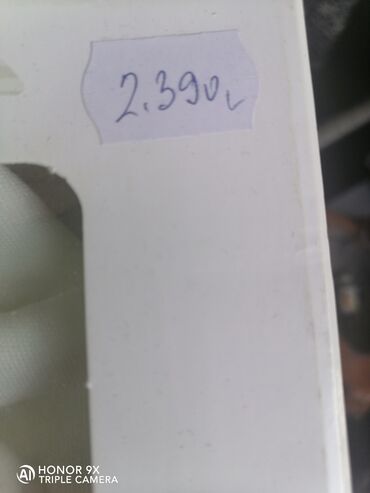 2.390
HONOR 9X
TRIPLE CAMERA